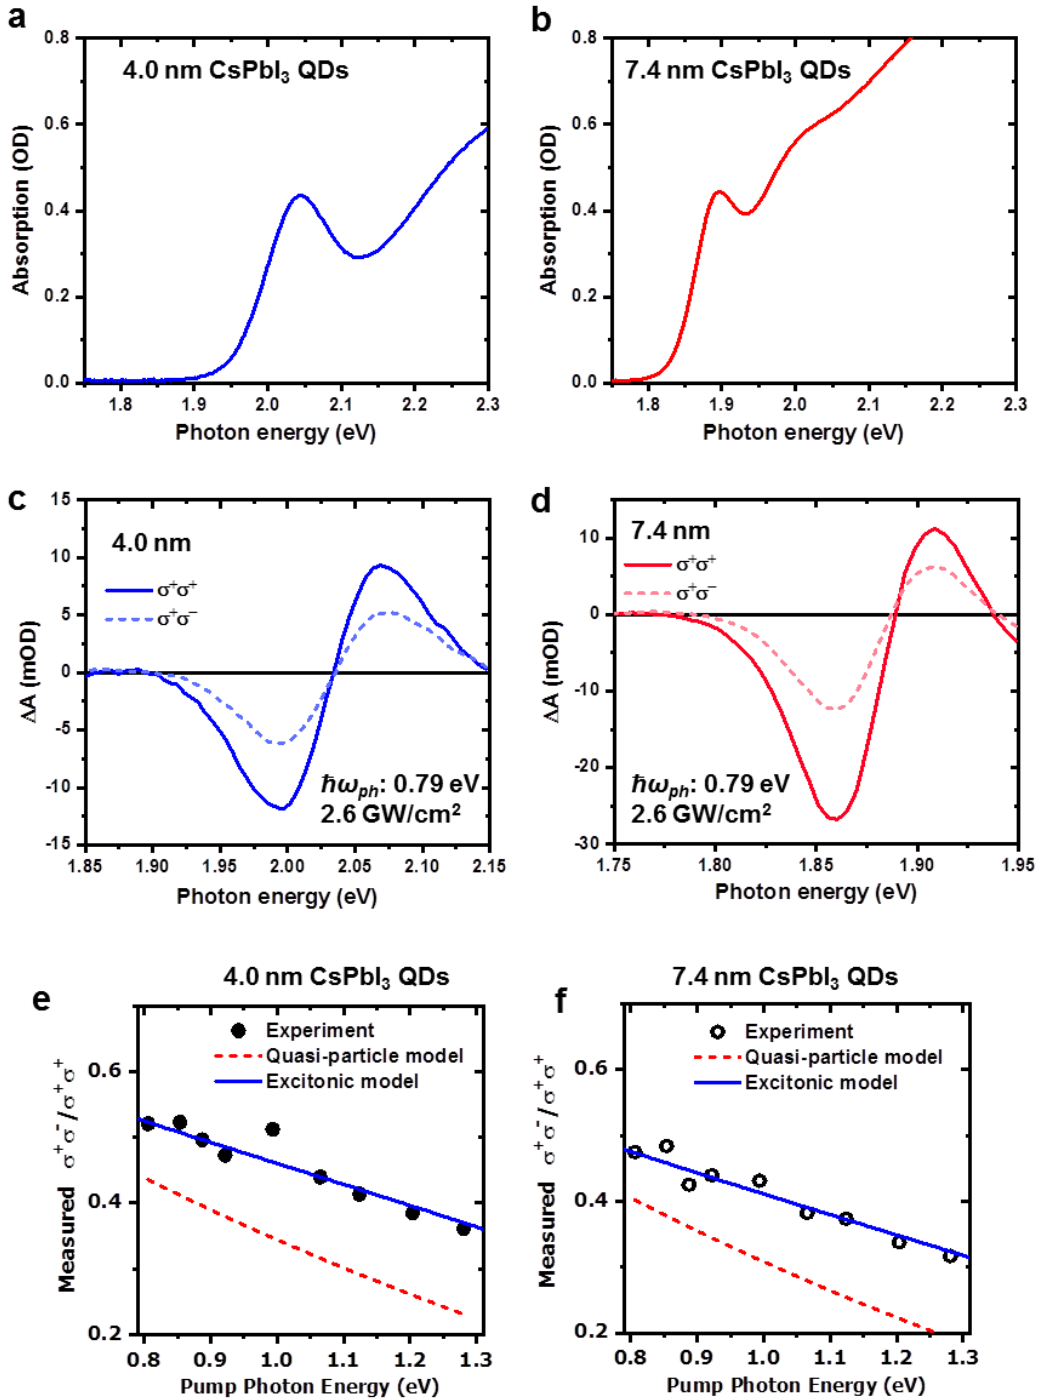 a
4.0 nm CsPbI₃ QDs
0.8
0.6
0.4
0.2
0.0
Absorption (OD)
1.8 1.9 2.0 2.1 2.2 2.3
Photon energy (eV)
b
7.4 nm CsPbI₃ QDs
0.8
0.6
0.4
0.2
0.0
Absorption (OD)
1.8 1.9 2.0 2.1 2.2 2.3
Photon energy (eV)
c
4.0 nm
σ⁺σ⁺
σ⁺σ⁻
15
10
5
0
-5
-10
-15
ΔA (mOD)
ħω_ph: 0.79 eV
2.6 GW/cm²
1.85 1.90 1.95 2.00 2.05 2.10 2.15
Photon energy (eV)
d
7.4 nm
σ⁺σ⁺
σ⁺σ⁻
10
0
-10
-20
-30
ΔA (mOD)
ħω_ph: 0.79 eV
2.6 GW/cm²
1.75 1.80 1.85 1.90 1.95
Photon energy (eV)
4.0 nm CsPbI₃ QDs
e
Experiment
Quasi-particle model
Excitonic model
0.6
0.4
0.2
Measured σ⁺σ⁻/σ⁺σ⁺
0.8 0.9 1.0 1.1 1.2 1.3
Pump Photon Energy (eV)
7.4 nm CsPbI₃ QDs
f
Experiment
Quasi-particle model
Excitonic model
0.6
0.4
0.2
Measured σ⁺σ⁻/σ⁺σ⁺
0.8 0.9 1.0 1.1 1.2 1.3
Pump Photon Energy (eV)